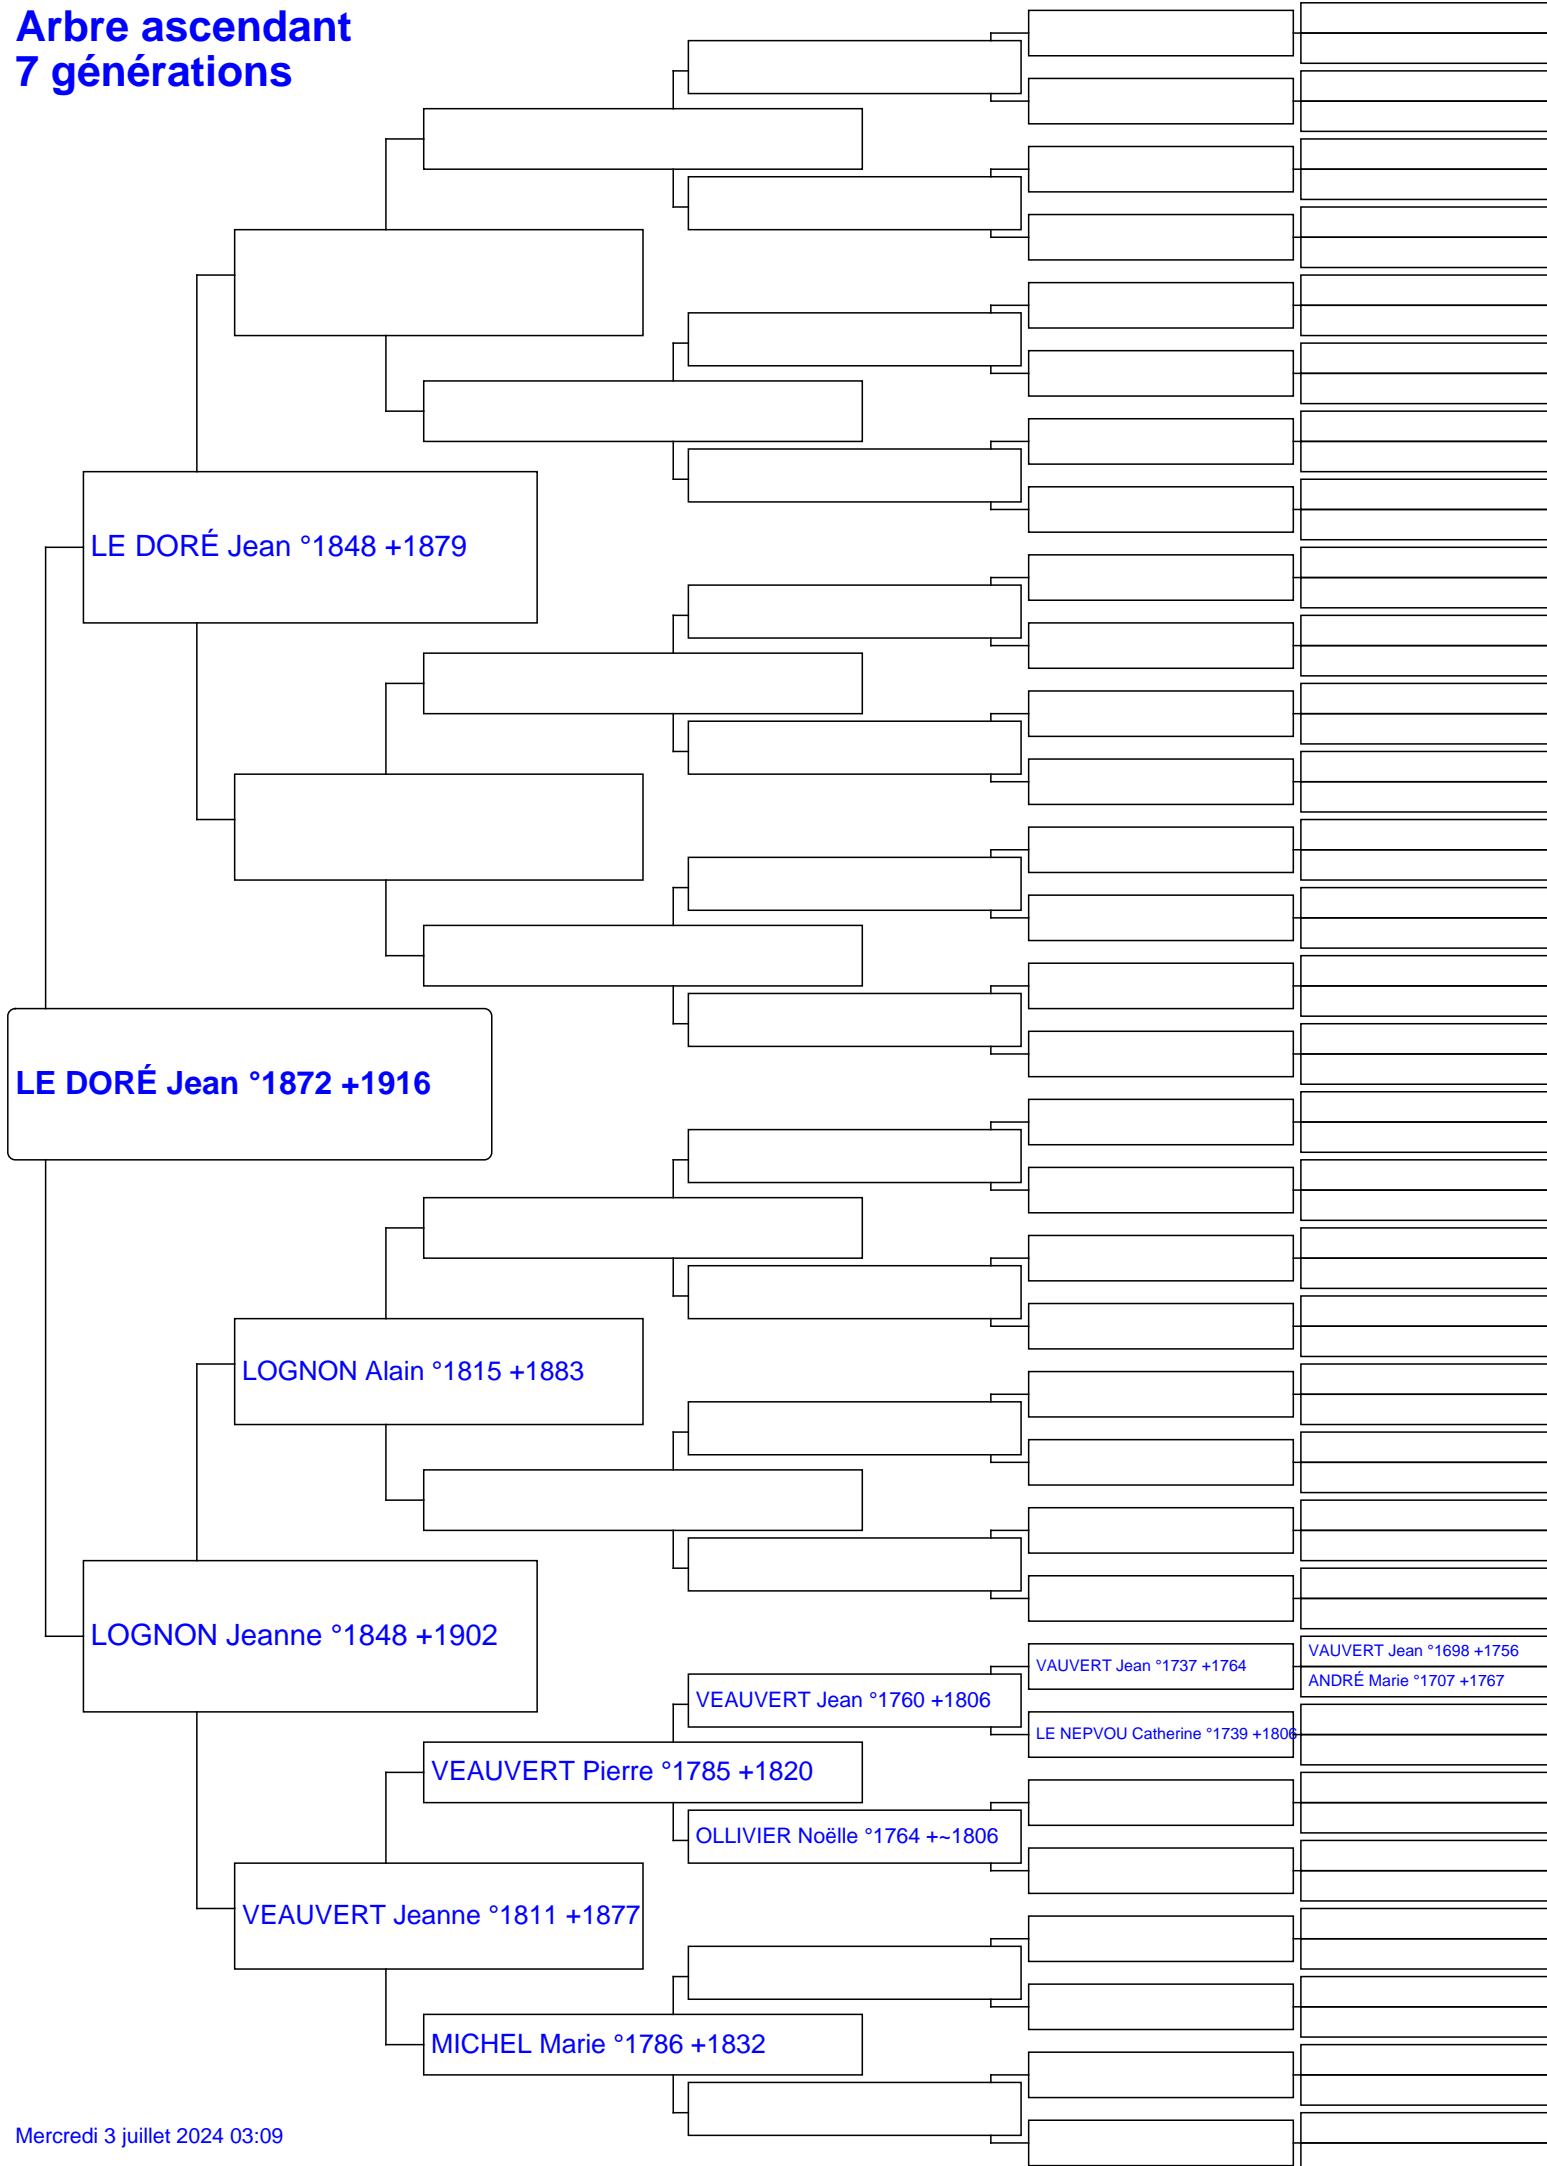 Arbre ascendant
7 générations
LE DORÉ Jean °1848 +1879
LE DORÉ Jean °1872 +1916
LOGNON Alain °1815 +1883
LOGNON Jeanne °1848 +1902
VAUVERT Jean °1698 +1756
VAUVERT Jean °1737 +1764
ANDRÉ Marie °1707 +1767
VEAUVERT Jean °1760 +1806
LE NEPVOU Catherine °1739 +1806
VEAUVERT Pierre °1785 +1820
OLLIVIER Noëlle °1764 +~1806
VEAUVERT Jeanne °1811 +1877
MICHEL Marie °1786 +1832
Mercredi 3 juillet 2024 03:09